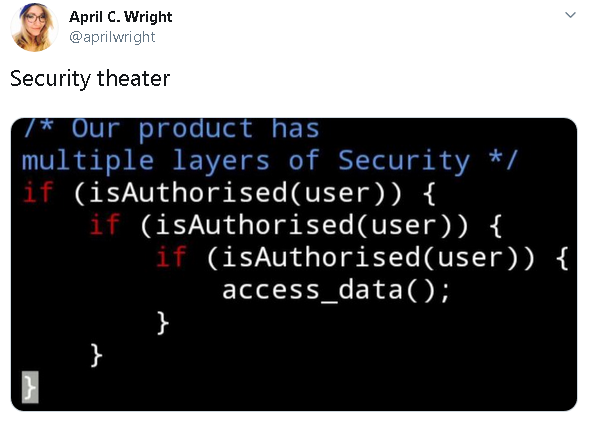 April C. Wright
@aprilwright
Security theater
/* Our product has
multiple layers of Security */
if (isAuthorised(user)) {
if (isAuthorised(user)) {
if (isAuthorised(user)) {
access_data();
}
}
}